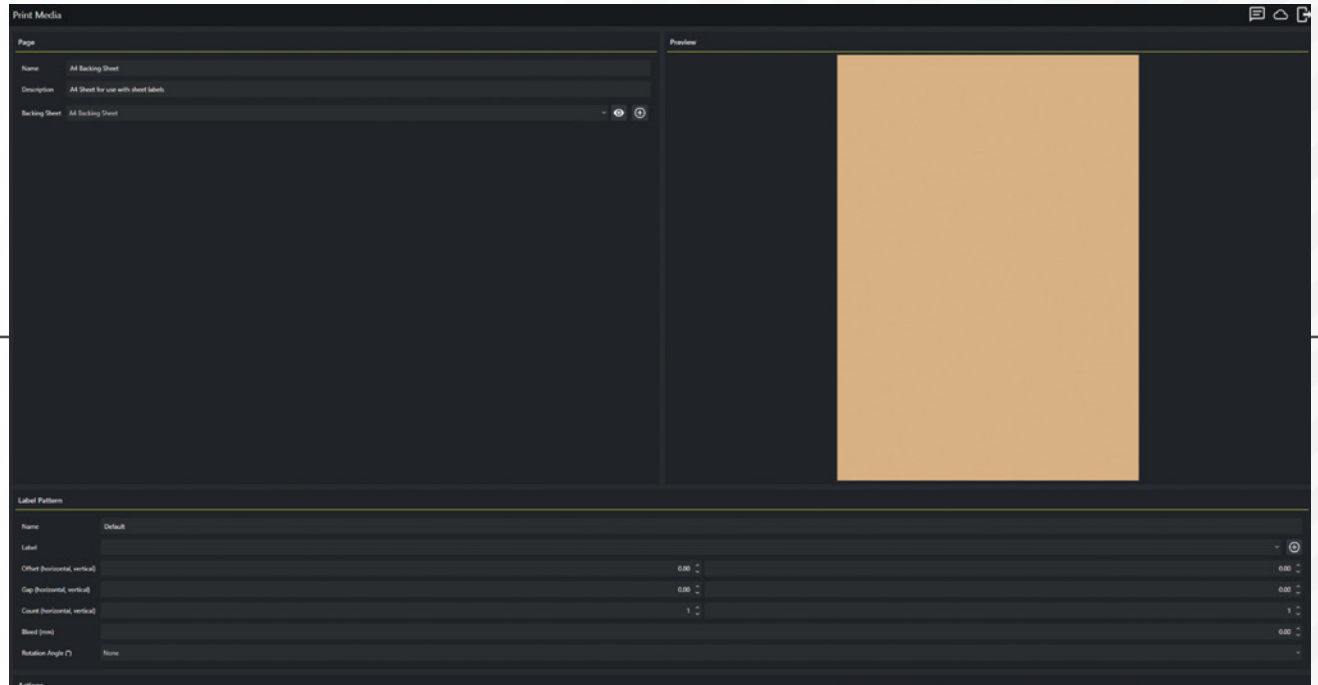 Print Media
Page
Preview
Name A4 Backing Sheet
Description A4 Sheet for use with sheet labels
Backing Sheet A4 Backing Sheet
Label Pattern
Name Default
Label
Offset (horizontal, vertical) 0.00 0.00
Gap (horizontal, vertical) 0.00 0.00
Count (horizontal, vertical) 1 1
Bleed (mm) 0.00
Rotation Angle (°) None
Actions